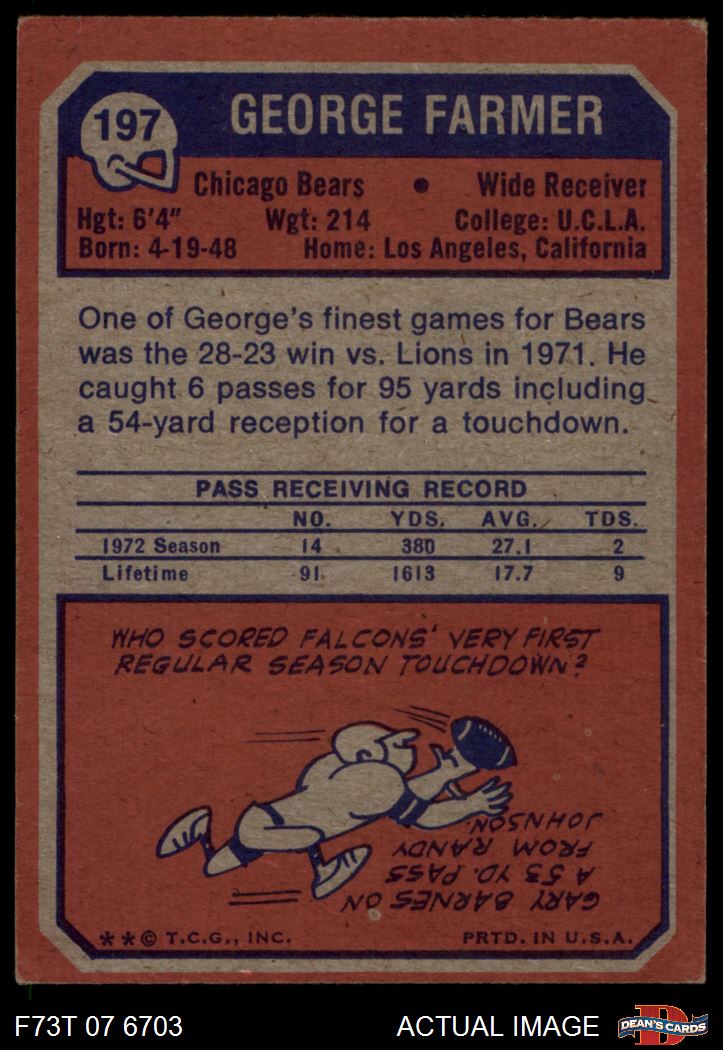 197
GEORGE FARMER
Chicago Bears • Wide Receiver
Hgt: 6'4" Wgt: 214 College: U.C.L.A.
Born: 4-19-48 Home: Los Angeles, California
One of George's finest games for Bears
was the 28-23 win vs. Lions in 1971. He
caught 6 passes for 95 yards including
a 54-yard reception for a touchdown.
PASS RECEIVING RECORD
NO. YDS. AVG. TDS.
1972 Season 14 380 27.1 2
Lifetime 91 1613 17.7 9
WHO SCORED FALCONS' VERY FIRST
REGULAR SEASON TOUCHDOWN?
GARY BARNES ON
A 53 YD. PASS
FROM RANDY
JOHNSON.
**© T.C.G., INC. PRTD. IN U.S.A.
F73T 07 6703 ACTUAL IMAGE
D
DEAN'S CARDS